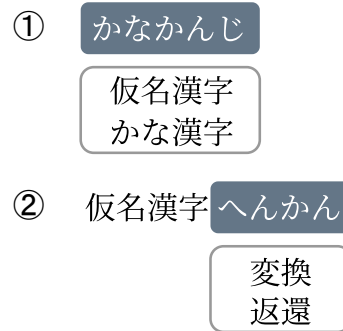 ① かなかんじ
仮名漢字
かな漢字
② 仮名漢字へんかん
変換
返還